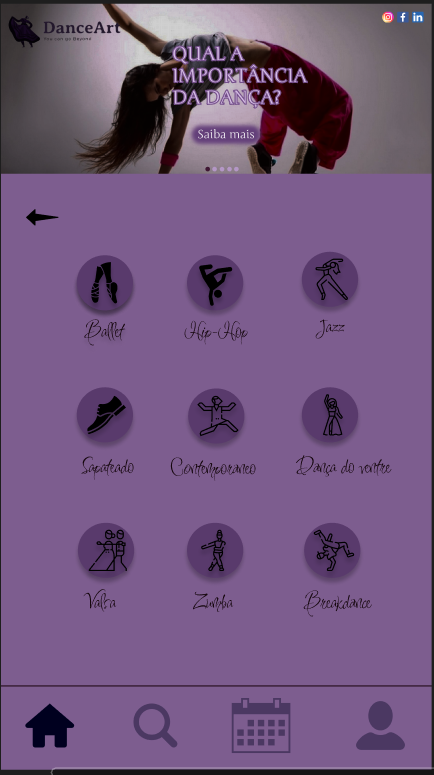 DanceArt
You can go Beyond
QUAL A
IMPORTÂNCIA
DA DANÇA?
Saiba mais
Ballet
Hip-Hop
Jazz
Sapateado
Contemporaneo
Dança do ventre
Valsa
Zumba
Breakdance